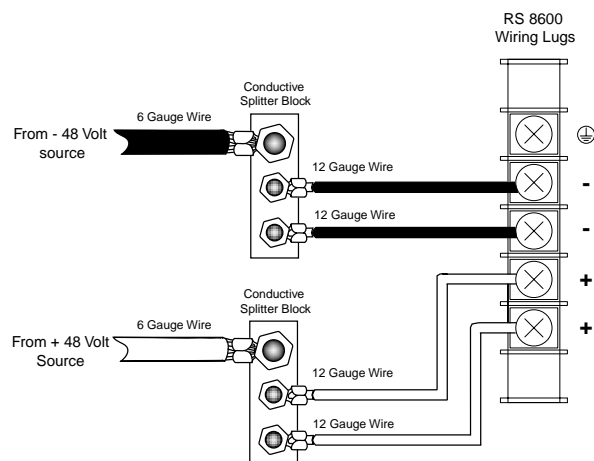 RS 8600
Wiring Lugs
Conductive
Splitter Block
6 Gauge Wire
From - 48 Volt
source
12 Gauge Wire
-
12 Gauge Wire
-
+
Conductive
Splitter Block
6 Gauge Wire
+
From + 48 Volt
Source
12 Gauge Wire
12 Gauge Wire